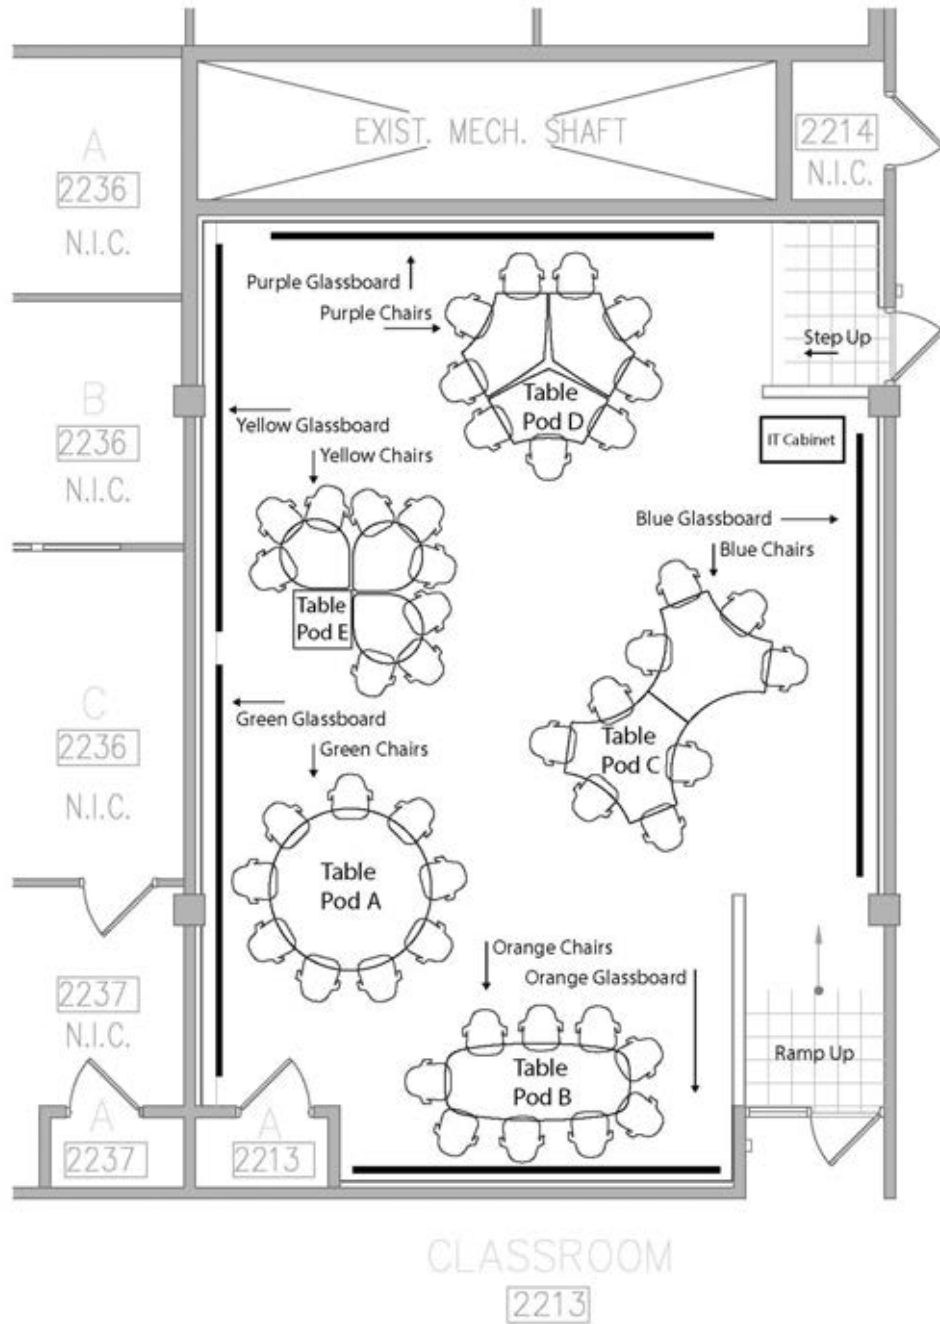 EXIST. MECH. SHAFT
2214
N.I.C.
A
2236
N.I.C.
Purple Glassboard
Purple Chairs
Step Up
Table
Pod D
B
2236
N.I.C.
Yellow Glassboard
Yellow Chairs
IT Cabinet
Blue Glassboard
Blue Chairs
Table
Pod E
C
2236
N.I.C.
Green Glassboard
Green Chairs
Table
Pod C
Table
Pod A
Orange Chairs
Orange Glassboard
2237
N.I.C.
Ramp Up
Table
Pod B
A
2237
A
2213
CLASSROOM
2213